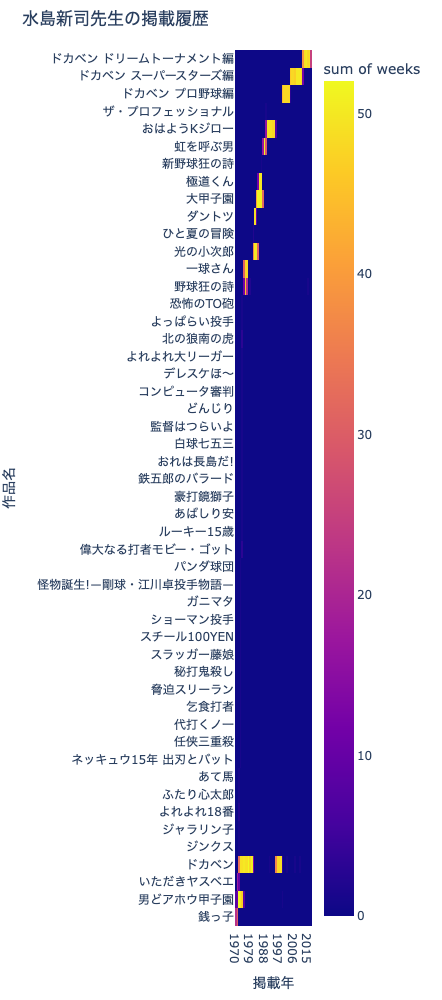 水島新司先生の掲載履歴
sum of weeks
ドカベン ドリームトーナメント編
ドカベン スーパースターズ編
ドカベン プロ野球編
ザ・プロフェッショナル
おはようKジロー
虹を呼ぶ男
新野球狂の詩
極道くん
大甲子園
ダントツ
ひと夏の冒険
光の小次郎
一球さん
野球狂の詩
恐怖のTO砲
よっぱらい投手
北の狼南の虎
よれよれ大リーガー
デレスケほ〜
コンピュータ審判
どんじり
監督はつらいよ
白球七五三
おれは長島だ!
鉄五郎のバラード
豪打鏡獅子
あばしり安
ルーキー15歳
偉大なる打者モビー・ゴット
パンダ球団
怪物誕生!—剛球・江川卓投手物語—
ガニマタ
ショーマン投手
スチール100YEN
スラッガー藤娘
秘打鬼殺し
脅迫スリーラン
乞食打者
代打くノ一
任侠三重殺
ネッキュウ15年 出刃とバット
あて馬
ふたり心太郎
よれよれ18番
ジャラリン子
ジンクス
ドカベン
いただきヤスベエ
男どアホウ甲子園
銭っ子
作品名
1970
1979
1988
1997
2006
2015
掲載年
50
40
30
20
10
0